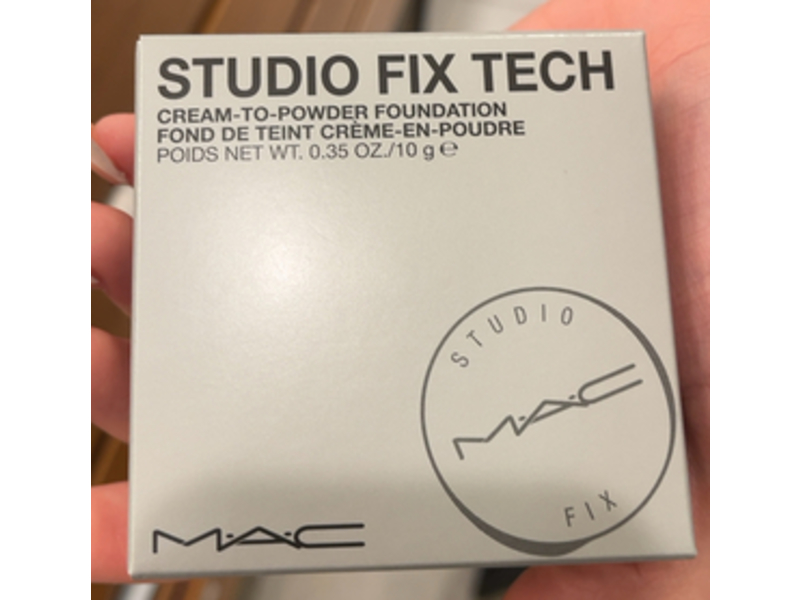 STUDIO FIX TECH
CREAM-TO-POWDER FOUNDATION
FOND DE TEINT CRÈME-EN-POUDRE
POIDS NET WT. 0.35 OZ./10 g ℮
STUDIO
M·A·C
FIX
M·A·C